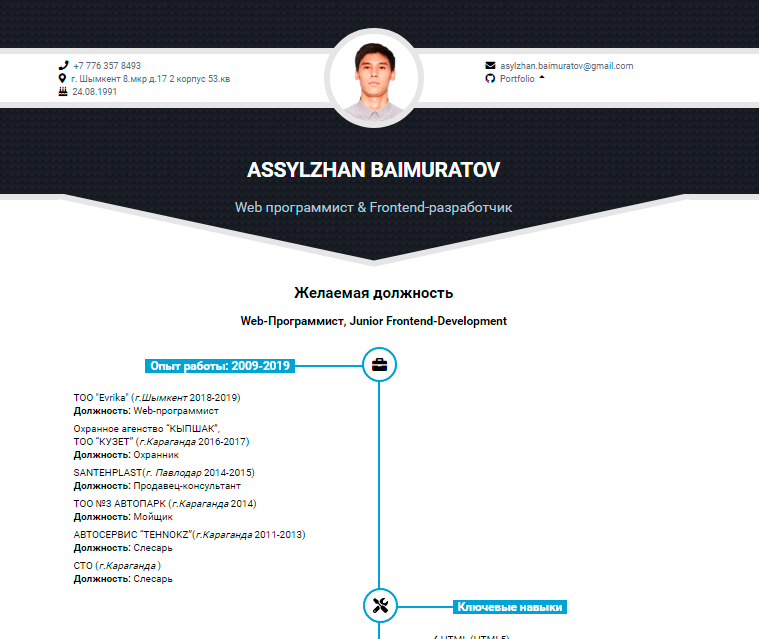 +7 776 357 8493
г. Шымкент 8.мкр д.17 2 корпус 53.кв
24.08.1991
asylzhan.baimuratov@gmail.com
Portfolio
ASSYLZHAN BAIMURATOV
Web программист & Frontend-разработчик
Желаемая должность
Web-Программист, Junior Frontend-Development
Опыт работы: 2009-2019
ТОО "Evrika" (г.Шымкент 2018-2019)
Должность: Web-программист
Охранное агенство "КЫПШАК",
ТОО "КУЗЕТ" (г.Караганда 2016-2017)
Должность: Охранник
SANTEHPLAST(г. Павлодар 2014-2015)
Должность: Продавец-консультант
ТОО №3 АВТОПАРК (г.Караганда 2014)
Должность: Мойщик
АВТОСЕРВИС "TEHNOKZ"(г.Караганда 2011-2013)
Должность: Слесарь
СТО (г.Караганда )
Должность: Слесарь
Ключевые навыки
HTML (HTML5)